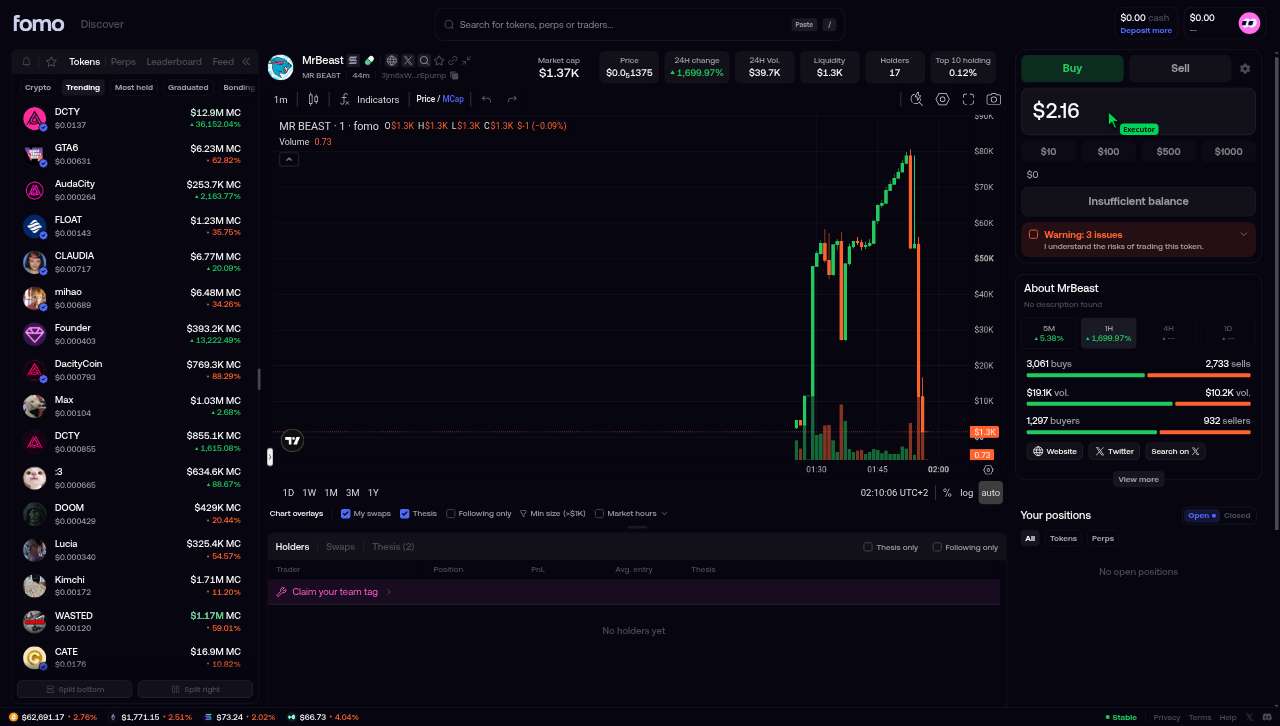 fomo
Discover
Search for tokens, perps or traders...
Paste
/
$0.00 cash
Deposit more
$0.00
—
Tokens Perps Leaderboard Feed
Crypto Trending Most held Graduated Bonding
DCTY $12.9M MC
$0.0137 36,152.04%
GTA6 $6.23M MC
$0.00631 62.82%
AudaCity $253.7K MC
$0.000264 2,163.77%
FLOAT $1.23M MC
$0.00143 35.75%
CLAUDIA $6.77M MC
$0.00717 20.09%
mihao $6.48M MC
$0.00689 34.26%
Founder $393.2K MC
$0.000403 13,222.49%
DacityCoin $769.3K MC
$0.000793 88.29%
Max $1.03M MC
$0.00104 2.68%
DCTY $855.1K MC
$0.000855 1,615.08%
:3 $634.6K MC
$0.000665 88.67%
DOOM $429K MC
$0.000429 20.44%
Lucia $325.4K MC
$0.000340 54.57%
Kimchi $1.71M MC
$0.00172 11.20%
WASTED $1.17M MC
$0.00120 59.01%
CATE $16.9M MC
$0.0176 10.82%
Split bottom
Split right
MrBeast
MR BEAST 44m
Market cap
$1.37K
Price
$0.0₅1375
24H change
1,699.97%
24H Vol.
$39.7K
Liquidity
$1.3K
Holders
17
Top 10 holding
0.12%
1m
Indicators
Price / MCap
MR BEAST · 1 · fomo O$1.3K H$1.3K L$1.3K C$1.3K $-1 (−0.09%)
Volume 0.73
$90K
$80K
$70K
$60K
$50K
$40K
$30K
$20K
$10K
$1.3K
0.73
01:30 01:45 02:00
1D 1W 1M 3M 1Y
02:10:06 UTC+2
% log auto
Chart overlays
My swaps
Thesis
Following only
Min size (>$1K)
Market hours
Holders Swaps Thesis (2)
Thesis only
Following only
Trader Position PnL Avg. entry Thesis
Claim your team tag
No holders yet
Buy
Sell
$2.16
Executor
$10 $100 $500 $1000
$0
Insufficient balance
Warning: 3 issues
I understand the risks of trading this token.
About MrBeast
No description found
5M 1H 4H 1D
5.38% 1,699.97% — —
3,061 buys 2,733 sells
$19.1K vol. $10.2K vol.
1,297 buyers 932 sellers
Website
Twitter
Search on X
View more
Your positions
Open Closed
All Tokens Perps
No open positions
$62,691.17 2.76% $1,771.15 2.51% $73.24 2.02% $66.73 4.04%
Stable
Privacy Terms Help